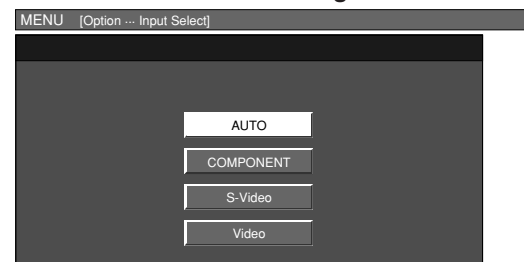 MENU [Option --- Input Select]
AUTO
COMPONENT
S-Video
Video